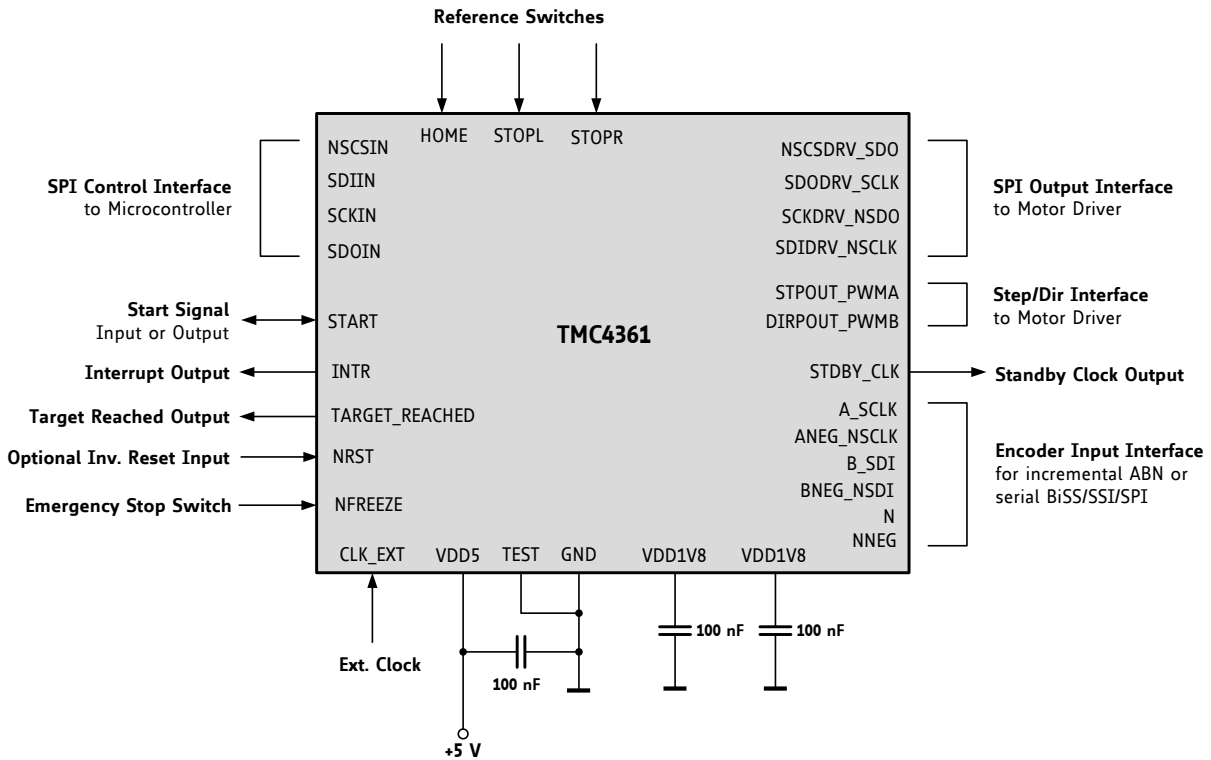 Reference Switches
HOME STOPL STOPR
NSCSIN
SDIIN
SCKIN
SDOIN
SPI Control Interface
to Microcontroller
Start Signal
Input or Output
START
Interrupt Output
INTR
Target Reached Output
TARGET_REACHED
Optional Inv. Reset Input
NRST
Emergency Stop Switch
NFREEZE
TMC4361
NSCSDRV_SDO
SDODRV_SCLK
SCKDRV_NSDO
SDIDRV_NSCLK
SPI Output Interface
to Motor Driver
STPOUT_PWMA
DIRPOUT_PWMB
Step/Dir Interface
to Motor Driver
STDBY_CLK
Standby Clock Output
A_SCLK
ANEG_NSCLK
B_SDI
BNEG_NSDI
N
NNEG
Encoder Input Interface
for incremental ABN or
serial BiSS/SSI/SPI
CLK_EXT VDD5 TEST GND VDD1V8 VDD1V8
Ext. Clock
100 nF
100 nF
100 nF
+5 V